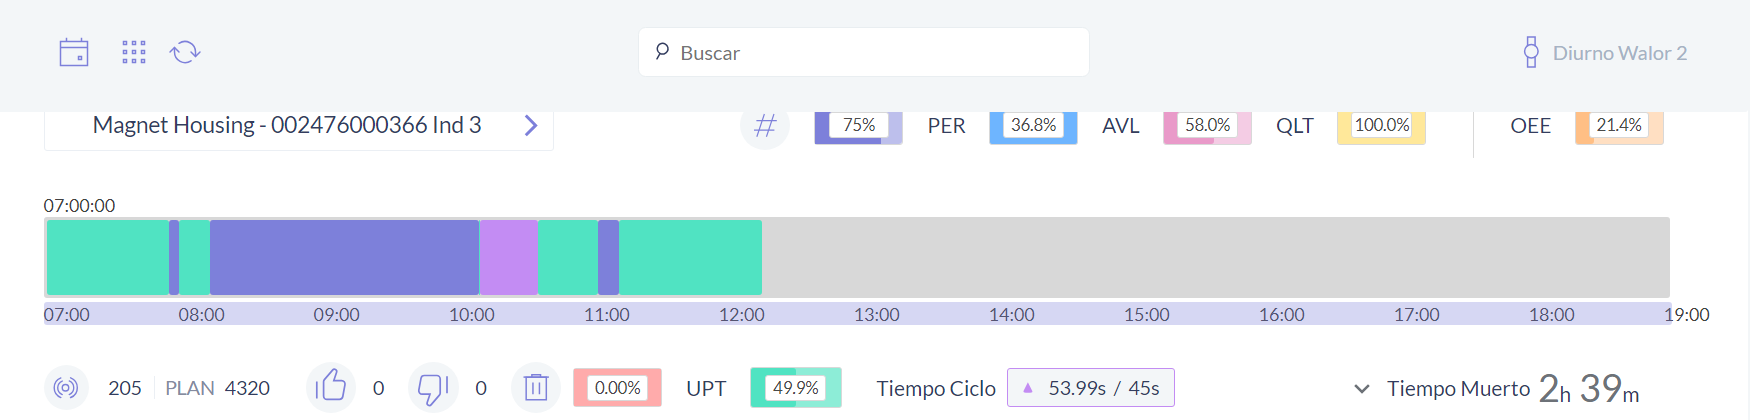 Buscar
Diurno Walor 2
Magnet Housing - 002476000366 Ind 3
# 75% PER 36.8% AVL 58.0% QLT 100.0% OEE 21.4%
07:00:00
07:00 08:00 09:00 10:00 11:00 12:00 13:00 14:00 15:00 16:00 17:00 18:00 19:00
205 PLAN 4320 0 0 0.00% UPT 49.9% Tiempo Ciclo ▲ 53.99s / 45s Tiempo Muerto 2h 39m